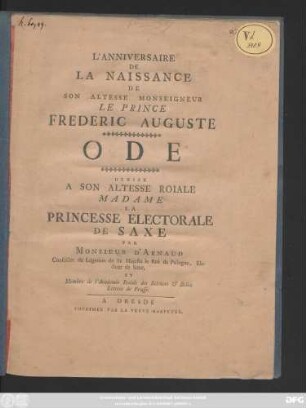 L'ANNIVERSAIRE
DE
LA NAISSANCE
DE
SON ALTESSE MONSEIGNEUR
LE PRINCE
FREDERIC AUGUSTE
ODE
DEDIÉE
A SON ALTESSE ROIALE
MADAME
LA
PRINCESSE ELECTORALE
DE SAXE
PAR
MONSIEUR D'ARNAUD
Conseiller de Legation de sa Majesté le Roi de Pologne, Electeur de Saxe,
ET
Membre de l'Academie Roiale des Sciences & Belles Lettres de Prusse.
A DRESDE
IMPRIMÉE PAR LA VEUVE HARPETER.